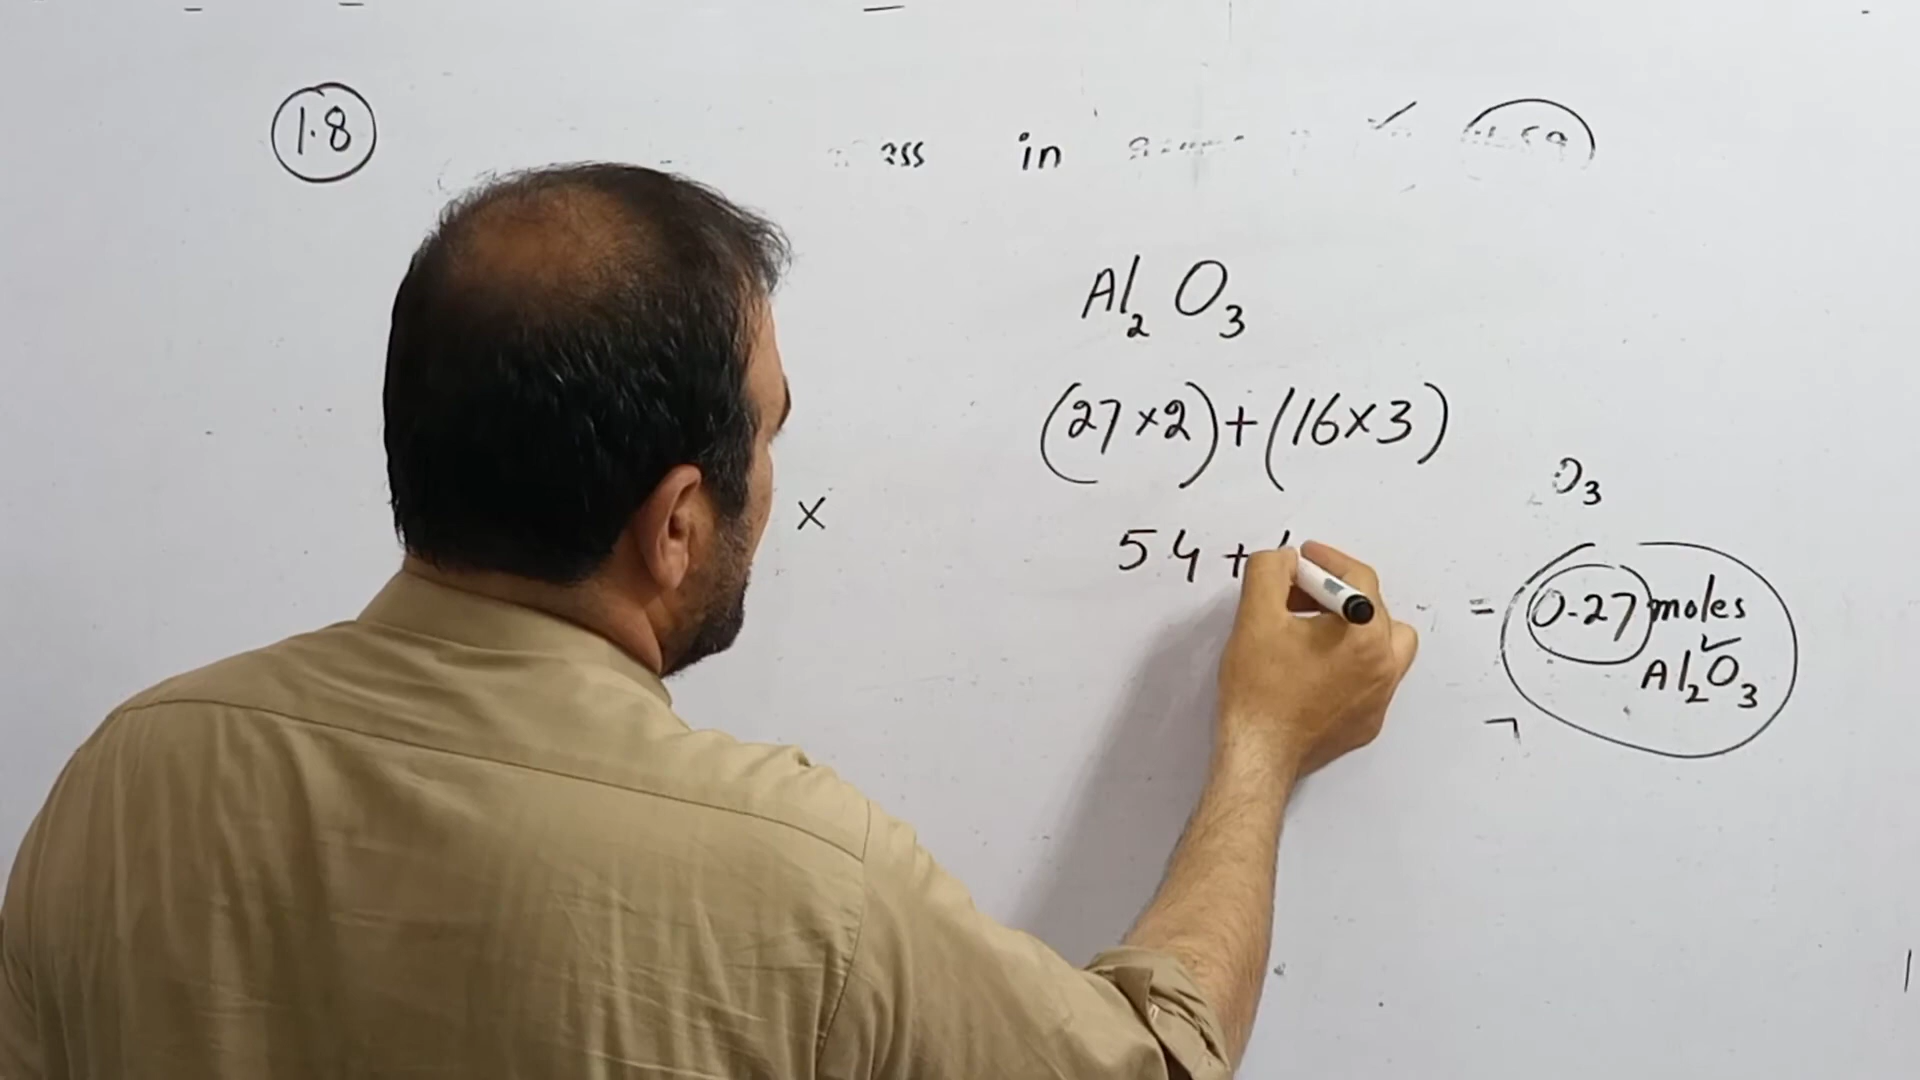 1.8
in
Al₂O₃
(27×2)+(16×3)
O₃
×
54+
= 0.27 moles
Al₂O₃